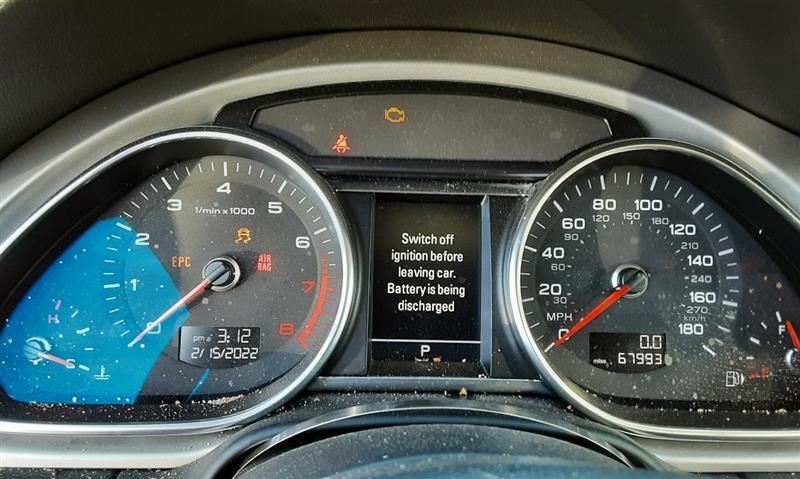 4
3
5
1/min x 1000
2
6
EPC
AIR
BAG
1
7
0
8
pm 3:12
2/15/2022
H
Switch off
ignition before
leaving car.
Battery is being
discharged
P
80
100
120
150
180
60
120
90
210
40
140
60
240
20
160
30
270
MPH
km/h
0
180
0.0
miles 67993
F